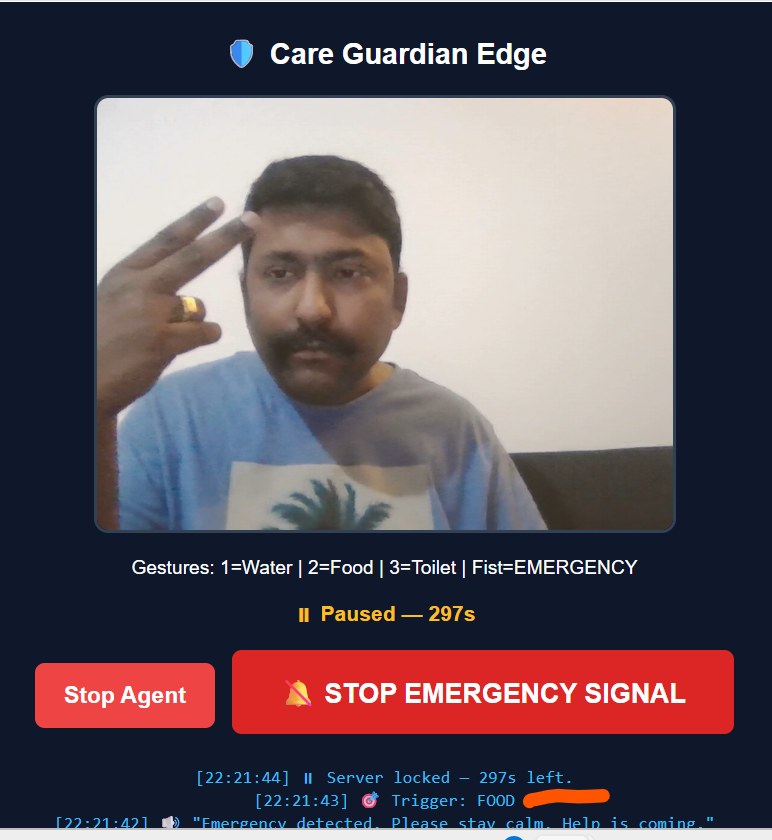 🛡️ Care Guardian Edge
Gestures: 1=Water | 2=Food | 3=Toilet | Fist=EMERGENCY
⏸ Paused — 297s
Stop Agent
🔕 STOP EMERGENCY SIGNAL
[22:21:44] ⏸ Server locked — 297s left.
[22:21:43] 🎯 Trigger: FOOD
[22:21:42] 🔊 "Emergency detected. Please stay calm. Help is coming."